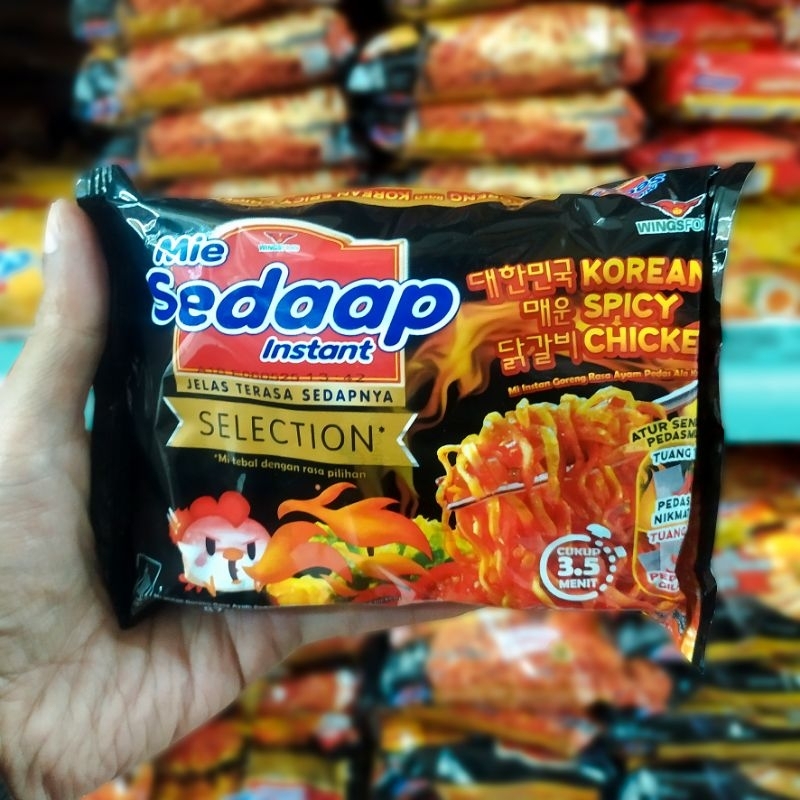 WINGSFOOD
Mie
Sedaap
Instant
JELAS TERASA SEDAPNYA
SELECTION*
*Mi tebal dengan rasa pilihan
WINGSFOO
대한민국 KOREAN
매운 SPICY
닭갈비 CHICKE
Mi Instan Goreng Rasa Ayam Pedas Ala K
ATUR SEN
PEDASM
TUANG
PEDAS
NIKMAT
TUANG
CUKUP
3.5
MENIT